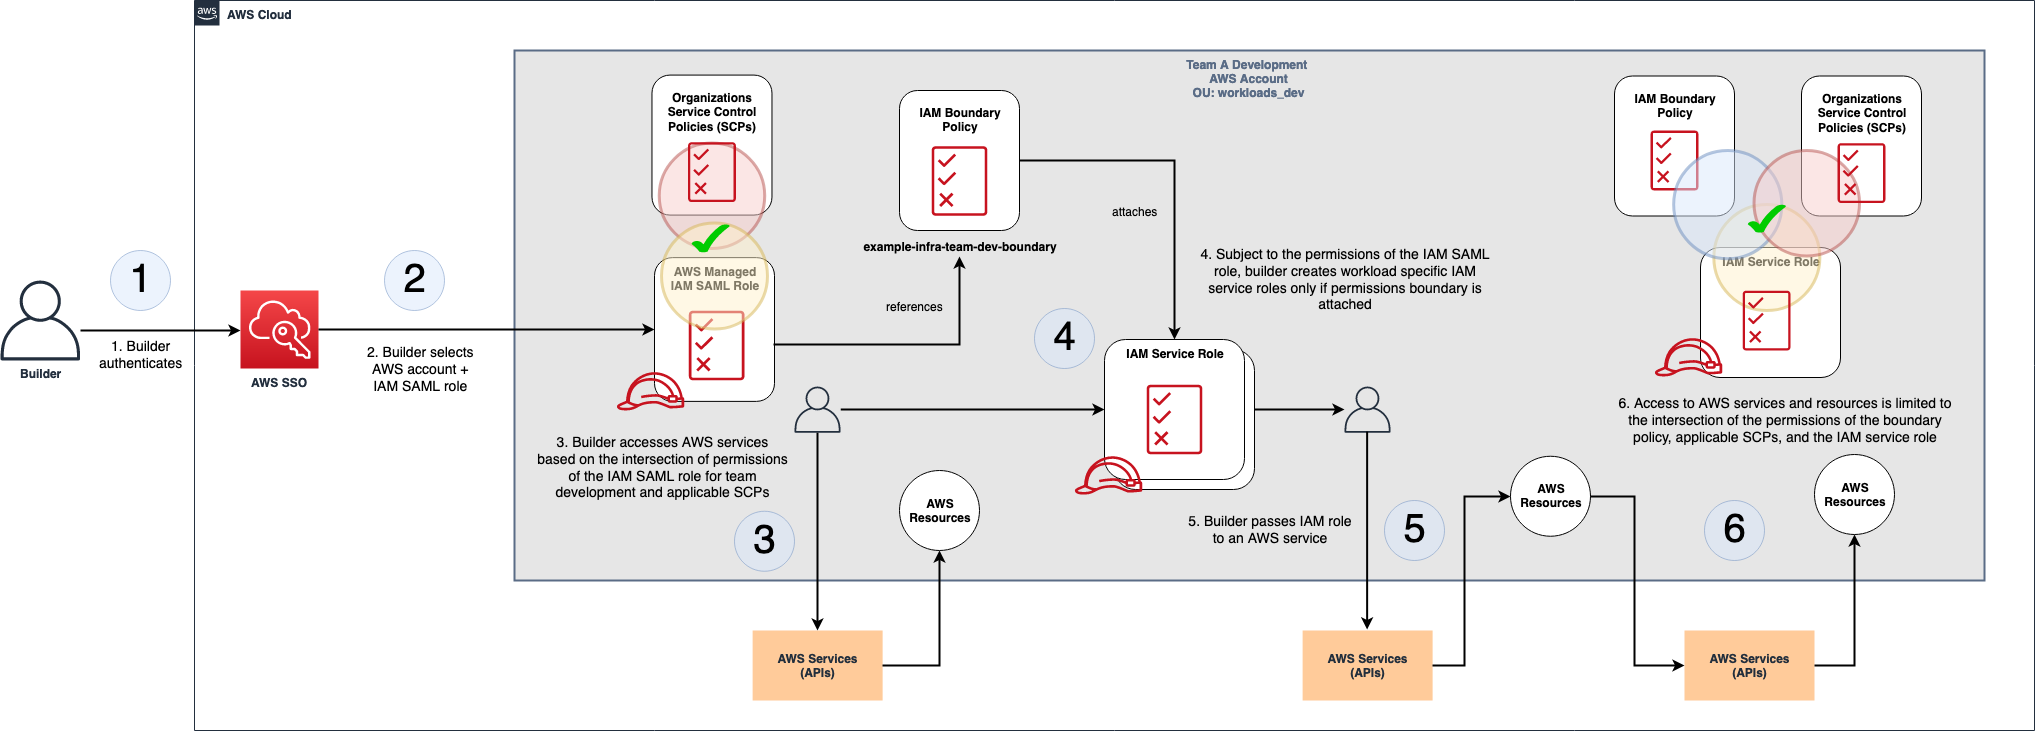 aws
AWS Cloud
Team A Development
AWS Account
OU: workloads_dev
Builder
1
1. Builder
authenticates
AWS SSO
2
2. Builder selects
AWS account +
IAM SAML role
Organizations
Service Control
Policies (SCPs)
AWS Managed
IAM SAML Role
3. Builder accesses AWS services
based on the intersection of permissions
of the IAM SAML role for team
development and applicable SCPs
3
AWS Services
(APIs)
AWS
Resources
IAM Boundary
Policy
example-infra-team-dev-boundary
references
attaches
4
4. Subject to the permissions of the IAM SAML
role, builder creates workload specific IAM
service roles only if permissions boundary is
attached
IAM Service Role
5. Builder passes IAM role
to an AWS service
5
AWS Services
(APIs)
AWS
Resources
IAM Boundary
Policy
Organizations
Service Control
Policies (SCPs)
IAM Service Role
6. Access to AWS services and resources is limited to
the intersection of the permissions of the boundary
policy, applicable SCPs, and the IAM service role
6
AWS Services
(APIs)
AWS
Resources